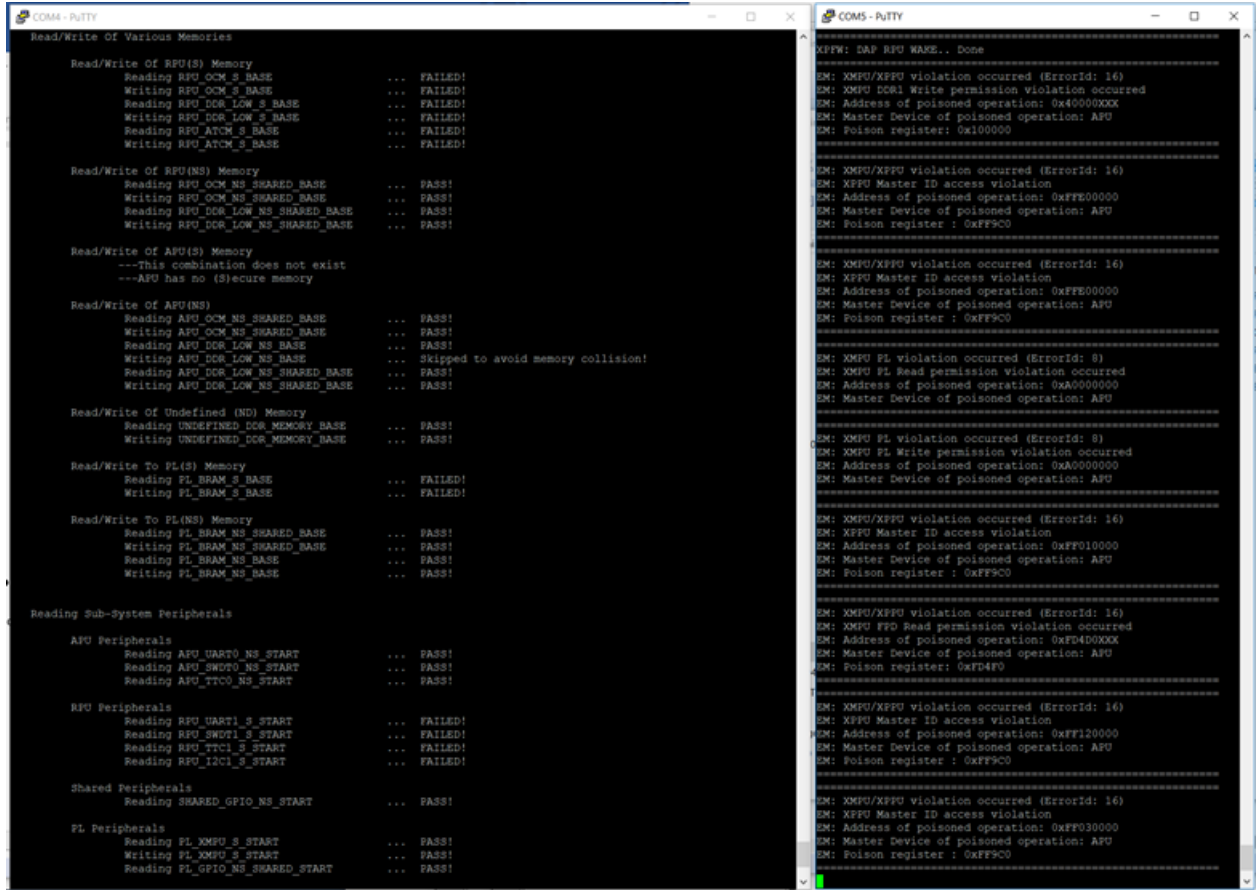 COM4 - PuTTY
Read/Write Of Various Memories
Read/Write Of RPU(S) Memory
Reading RPU_OCM_S_BASE ... FAILED!
Writing RPU_OCM_S_BASE ... FAILED!
Reading RPU_DDR_LOW_S_BASE ... FAILED!
Writing RPU_DDR_LOW_S_BASE ... FAILED!
Reading RPU_ATCM_S_BASE ... FAILED!
Writing RPU_ATCM_S_BASE ... FAILED!
Read/Write Of RPU(NS) Memory
Reading RPU_OCM_NS_SHARED_BASE ... PASS!
Writing RPU_OCM_NS_SHARED_BASE ... PASS!
Reading RPU_DDR_LOW_NS_SHARED_BASE ... PASS!
Writing RPU_DDR_LOW_NS_SHARED_BASE ... PASS!
Read/Write Of APU(S) Memory
---This combination does not exist
---APU has no (S)ecure memory
Read/Write Of APU(NS)
Reading APU_OCM_NS_SHARED_BASE ... PASS!
Writing APU_OCM_NS_SHARED_BASE ... PASS!
Reading APU_DDR_LOW_NS_BASE ... PASS!
Writing APU_DDR_LOW_NS_BASE ... Skipped to avoid memory collision!
Reading APU_DDR_LOW_NS_SHARED_BASE ... PASS!
Writing APU_DDR_LOW_NS_SHARED_BASE ... PASS!
Read/Write Of Undefined (ND) Memory
Reading UNDEFINED_DDR_MEMORY_BASE ... PASS!
Writing UNDEFINED_DDR_MEMORY_BASE ... PASS!
Read/Write To PL(S) Memory
Reading PL_BRAM_S_BASE ... FAILED!
Writing PL_BRAM_S_BASE ... FAILED!
Read/Write To PL(NS) Memory
Reading PL_BRAM_NS_SHARED_BASE ... PASS!
Writing PL_BRAM_NS_SHARED_BASE ... PASS!
Reading PL_BRAM_NS_BASE ... PASS!
Writing PL_BRAM_NS_BASE ... PASS!
Reading Sub-System Peripherals
APU Peripherals
Reading APU_UART0_NS_START ... PASS!
Reading APU_SWDT0_NS_START ... PASS!
Reading APU_TTC0_NS_START ... PASS!
RPU Peripherals
Reading RPU_UART1_S_START ... FAILED!
Reading RPU_SWDT1_S_START ... FAILED!
Reading RPU_TTC1_S_START ... FAILED!
Reading RPU_I2C1_S_START ... FAILED!
Shared Peripherals
Reading SHARED_GPIO_NS_START ... PASS!
PL Peripherals
Reading PL_XMPU_S_START ... PASS!
Writing PL_XMPU_S_START ... PASS!
Reading PL_GPIO_NS_SHARED_START ... PASS!
COM5 - PuTTY
XPFW: DAP RPU WAKE.. Done
EM: XMPU/XPPU violation occurred (ErrorId: 16)
EM: XMPU DDR1 Write permission violation occurred
EM: Address of poisoned operation: 0x40000XXX
EM: Master Device of poisoned operation: APU
EM: Poison register: 0x100000
EM: XMPU/XPPU violation occurred (ErrorId: 16)
EM: XPPU Master ID access violation
EM: Address of poisoned operation: 0xFFE00000
EM: Master Device of poisoned operation: APU
EM: Poison register : 0xFF9C0
EM: XMPU/XPPU violation occurred (ErrorId: 16)
EM: XPPU Master ID access violation
EM: Address of poisoned operation: 0xFFE00000
EM: Master Device of poisoned operation: APU
EM: Poison register : 0xFF9C0
EM: XMPU PL violation occurred (ErrorId: 8)
EM: XMPU PL Read permission violation occurred
EM: Address of poisoned operation: 0xA0000000
EM: Master Device of poisoned operation: APU
EM: XMPU PL violation occurred (ErrorId: 8)
EM: XMPU PL Write permission violation occurred
EM: Address of poisoned operation: 0xA0000000
EM: Master Device of poisoned operation: APU
EM: XMPU/XPPU violation occurred (ErrorId: 16)
EM: XPPU Master ID access violation
EM: Address of poisoned operation: 0xFF010000
EM: Master Device of poisoned operation: APU
EM: Poison register : 0xFF9C0
EM: XMPU/XPPU violation occurred (ErrorId: 16)
EM: XMPU FPD Read permission violation occurred
EM: Address of poisoned operation: 0xFD4D0XXX
EM: Master Device of poisoned operation: APU
EM: Poison register: 0xFD4F0
EM: XMPU/XPPU violation occurred (ErrorId: 16)
EM: XPPU Master ID access violation
EM: Address of poisoned operation: 0xFF120000
EM: Master Device of poisoned operation: APU
EM: Poison register : 0xFF9C0
EM: XMPU/XPPU violation occurred (ErrorId: 16)
EM: XPPU Master ID access violation
EM: Address of poisoned operation: 0xFF030000
EM: Master Device of poisoned operation: APU
EM: Poison register : 0xFF9C0